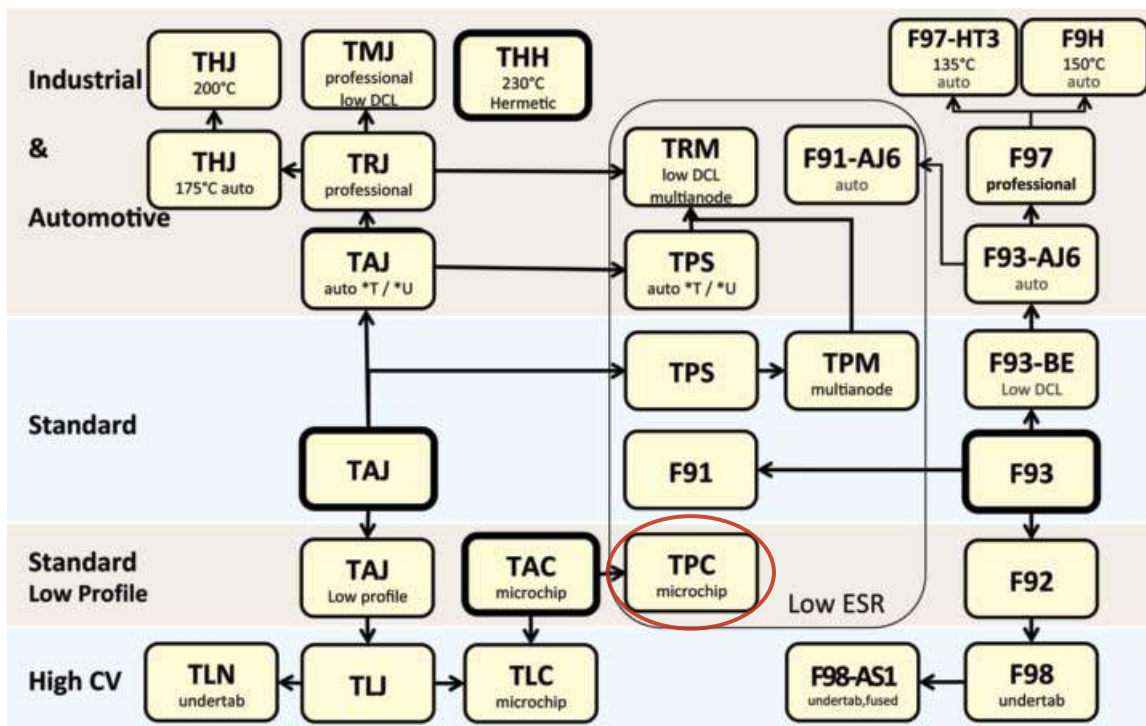 Industrial
&
Automotive
THJ
200°C
TMJ
professional
low DCL
THH
230°C
Hermetic
F97-HT3
135°C
auto
F9H
150°C
auto
THJ
175°C auto
TRJ
professional
TRM
low DCL
multianode
F91-AJ6
auto
F97
professional
TAJ
auto *T / *U
TPS
auto *T / *U
F93-AJ6
auto
Standard
TPS
TPM
multianode
F93-BE
Low DCL
TAJ
F91
F93
Standard
Low Profile
TAJ
Low profile
TAC
microchip
TPC
microchip
Low ESR
F92
High CV
TLN
undertab
TLJ
TLC
microchip
F98-AS1
undertab,fused
F98
undertab